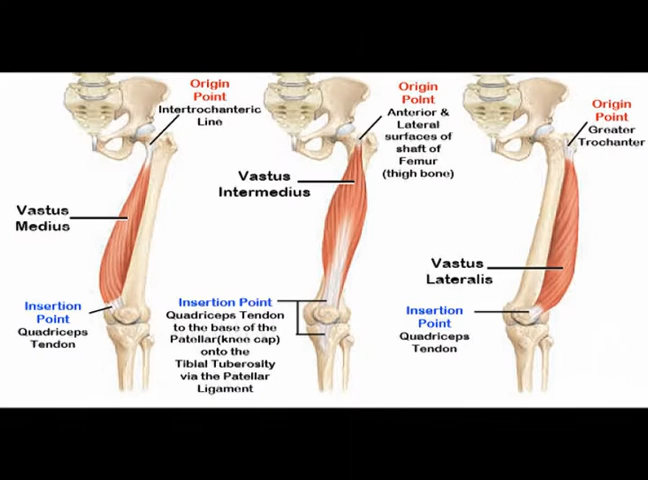 Origin
Point
Intertrochanteric
Line
Vastus
Medius
Insertion
Point
Quadriceps
Tendon
Origin
Point
Anterior &
Lateral
surfaces of
shaft of
Femur
(thigh bone)
Vastus
Intermedius
Insertion Point
Quadriceps Tendon
to the base of the
Patellar(knee cap)
onto the
Tibial Tuberosity
via the Patellar
Ligament
Origin
Point
Greater
Trochanter
Vastus
Lateralis
Insertion
Point
Quadriceps
Tendon